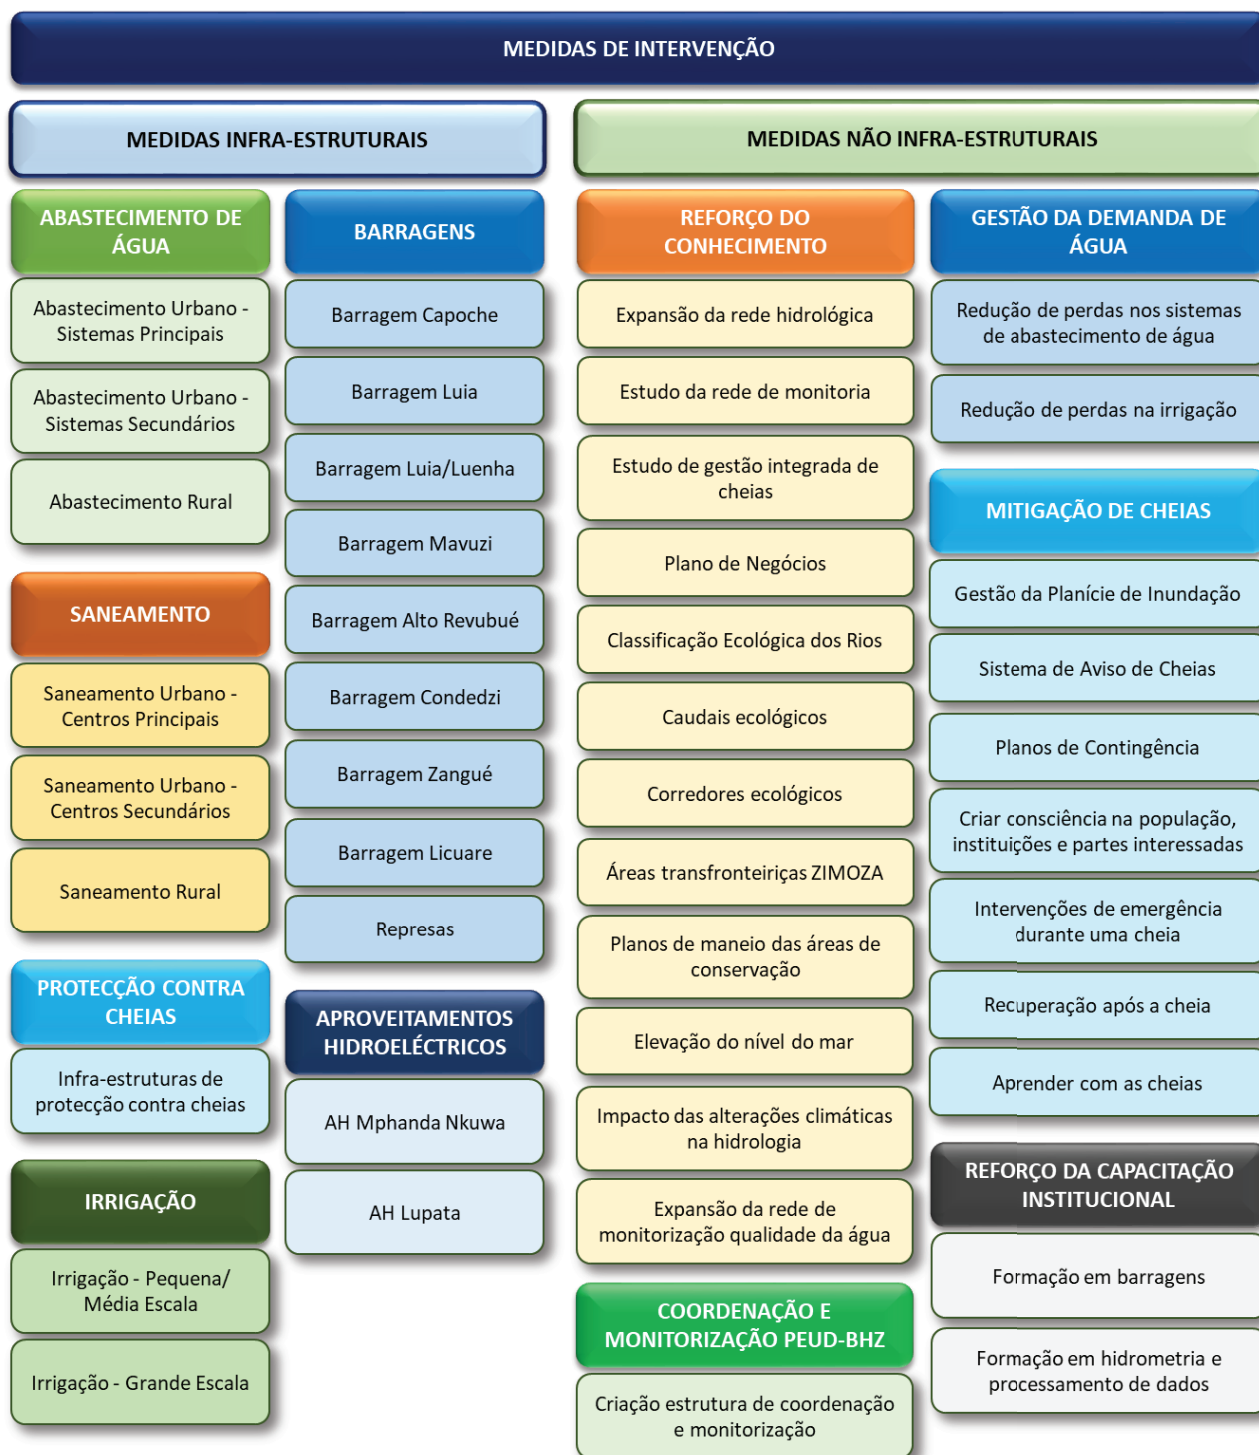 MEDIDAS DE INTERVENÇÃO
MEDIDAS INFRA-ESTRUTURAIS
ABASTECIMENTO DE
ÁGUA
Abastecimento Urbano -
Sistemas Principais
Abastecimento Urbano -
Sistemas Secundários
Abastecimento Rural
SANEAMENTO
Saneamento Urbano -
Centros Principais
Saneamento Urbano -
Centros Secundários
Saneamento Rural
PROTECÇÃO CONTRA
CHEIAS
Infra-estruturas de
protecção contra cheias
IRRIGAÇÃO
Irrigação - Pequena/
Média Escala
Irrigação - Grande Escala
BARRAGENS
Barragem Capoche
Barragem Luia
Barragem Luia/Luenha
Barragem Mavuzi
Barragem Alto Revubué
Barragem Condedzi
Barragem Zangué
Barragem Licuare
Represas
APROVEITAMENTOS
HIDROELÉCTRICOS
AH Mphanda Nkuwa
AH Lupata
MEDIDAS NÃO INFRA-ESTRUTURAIS
REFORÇO DO
CONHECIMENTO
Expansão da rede hidrológica
Estudo da rede de monitoria
Estudo de gestão integrada de
cheias
Plano de Negócios
Classificação Ecológica dos Rios
Caudais ecológicos
Corredores ecológicos
Áreas transfronteiriças ZIMOZA
Planos de maneio das áreas de
conservação
Elevação do nível do mar
Impacto das alterações climáticas
na hidrologia
Expansão da rede de
monitorização qualidade da água
COORDENAÇÃO E
MONITORIZAÇÃO PEUD-BHZ
Criação estrutura de coordenação
e monitorização
GESTÃO DA DEMANDA DE
ÁGUA
Redução de perdas nos sistemas
de abastecimento de água
Redução de perdas na irrigação
MITIGAÇÃO DE CHEIAS
Gestão da Planície de Inundação
Sistema de Aviso de Cheias
Planos de Contingência
Criar consciência na população,
instituições e partes interessadas
Intervenções de emergência
durante uma cheia
Recuperação após a cheia
Aprender com as cheias
REFORÇO DA CAPACITAÇÃO
INSTITUCIONAL
Formação em barragens
Formação em hidrometria e
processamento de dados